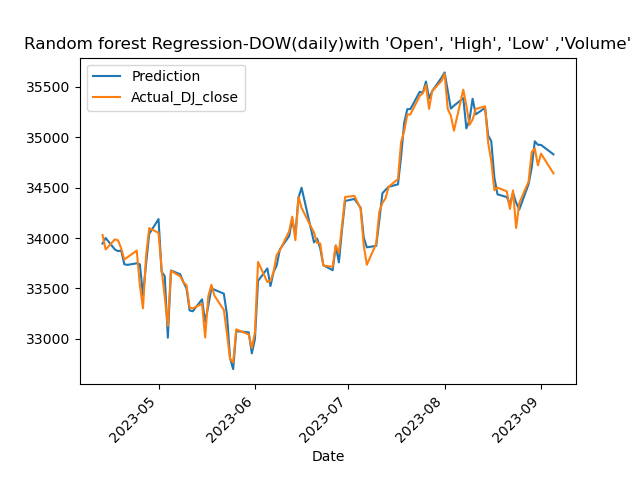 Random forest Regression-DOW(daily)with 'Open', 'High', 'Low' ,'Volume'
Prediction
Actual_DJ_close
35500
35000
34500
34000
33500
33000
2023-05
2023-06
2023-07
2023-08
2023-09
Date